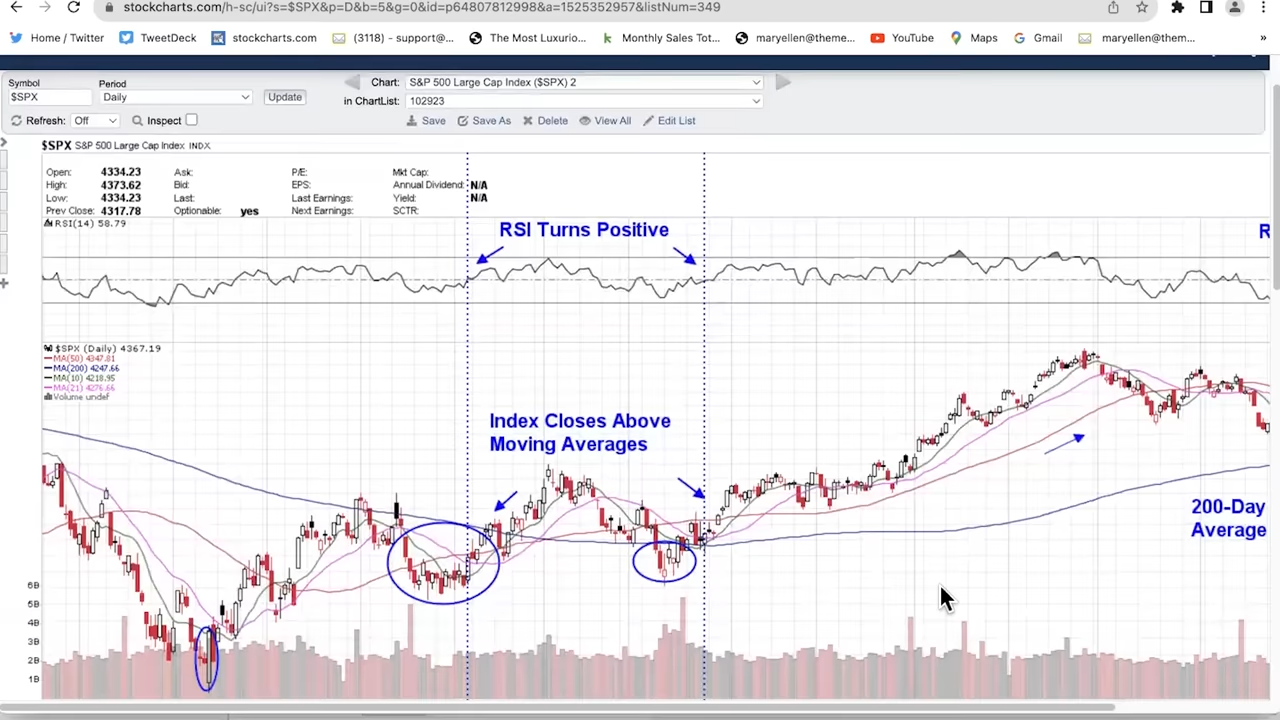 stockcharts.com/h-sc/ui?s=$SPX&p=D&b=5&g=0&id=p64807812998&a=1525352957&listNum=349
Home / Twitter TweetDeck stockcharts.com (3118) - support@... The Most Luxurio... Monthly Sales Tot... maryellen@theme... YouTube Maps Gmail maryellen@them... »
Symbol Period Chart: S&P 500 Large Cap Index ($SPX) 2
$SPX Daily Update in ChartList: 102923
Refresh: Off Inspect Save Save As Delete View All Edit List
$SPX S&P 500 Large Cap Index INDX
Open: 4334.23 Ask: P/E: Mkt Cap:
High: 4373.62 Bid: EPS: Annual Dividend: N/A
Low: 4334.23 Last: Last Earnings: Yield: N/A
Prev Close: 4317.78 Optionable: yes Next Earnings: SCTR:
RSI(14) 58.79
RSI Turns Positive
R
$SPX (Daily) 4367.19
MA(50) 4347.81
MA(200) 4247.66
MA(10) 4218.95
MA(21) 4276.66
Volume undef
Index Closes Above
Moving Averages
200-Day
Average
6B
5B
4B
3B
2B
1B